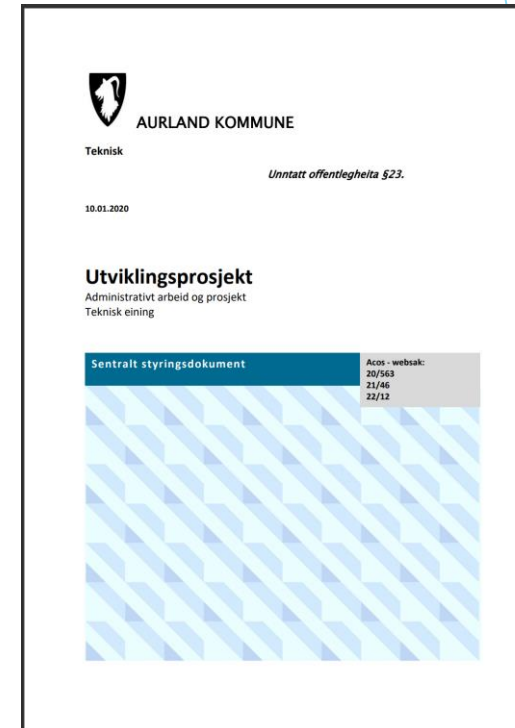 AURLAND KOMMUNE
Teknisk
Unntatt offentlegheita §23.
10.01.2020
Utviklingsprosjekt
Administrativt arbeid og prosjekt
Teknisk eining
Sentralt styringsdokument
Acos - websak:
20/563
21/46
22/12